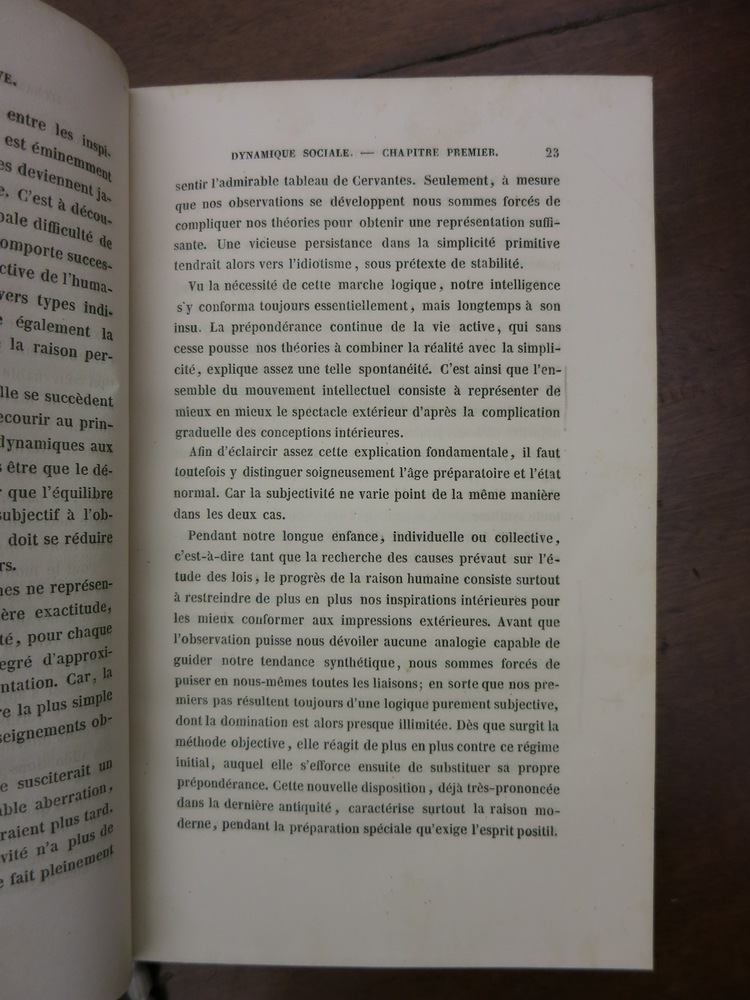 VE.
entre les inspi-
est éminemment
es deviennent ja-
e. C'est à décou-
pale difficulté de
omporte succes-
ctive de l'huma-
vers types indi-
e également la
la raison per-
lle se succèdent
ecourir au prin-
dynamiques aux
s être que le dé-
r que l'équilibre
subjectif à l'ob-
doit se réduire
rs.
nes ne représen-
ère exactitude,
té, pour chaque
egré d'approxi-
ntation. Car, la
re la plus simple
seignements ob-
e susciterait un
able aberration,
raient plus tard.
vité n'a plus de
e fait pleinement
DYNAMIQUE SOCIALE. — CHAPITRE PREMIER. 23
sentir l'admirable tableau de Cervantes. Seulement, à mesure
que nos observations se développent nous sommes forcés de
compliquer nos théories pour obtenir une représentation suffi-
sante. Une vicieuse persistance dans la simplicité primitive
tendrait alors vers l'idiotisme, sous prétexte de stabilité.
Vu la nécessité de cette marche logique, notre intelligence
s'y conforma toujours essentiellement, mais longtemps à son
insu. La prépondérance continue de la vie active, qui sans
cesse pousse nos théories à combiner la réalité avec la simpli-
cité, explique assez une telle spontanéité. C'est ainsi que l'en-
semble du mouvement intellectuel consiste à représenter de
mieux en mieux le spectacle extérieur d'après la complication
graduelle des conceptions intérieures.
Afin d'éclaircir assez cette explication fondamentale, il faut
toutefois y distinguer soigneusement l'âge préparatoire et l'état
normal. Car la subjectivité ne varie point de la même manière
dans les deux cas.
Pendant notre longue enfance, individuelle ou collective,
c'est-à-dire tant que la recherche des causes prévaut sur l'é-
tude des lois, le progrès de la raison humaine consiste surtout
à restreindre de plus en plus nos inspirations intérieures pour
les mieux conformer aux impressions extérieures. Avant que
l'observation puisse nous dévoiler aucune analogie capable de
guider notre tendance synthétique, nous sommes forcés de
puiser en nous-mêmes toutes les liaisons; en sorte que nos pre-
miers pas résultent toujours d'une logique purement subjective,
dont la domination est alors presque illimitée. Dès que surgit la
méthode objective, elle réagit de plus en plus contre ce régime
initial, auquel elle s'efforce ensuite de substituer sa propre
prépondérance. Cette nouvelle disposition, déjà très-prononcée
dans la dernière antiquité, caractérise surtout la raison mo-
derne, pendant la préparation spéciale qu'exige l'esprit positif.